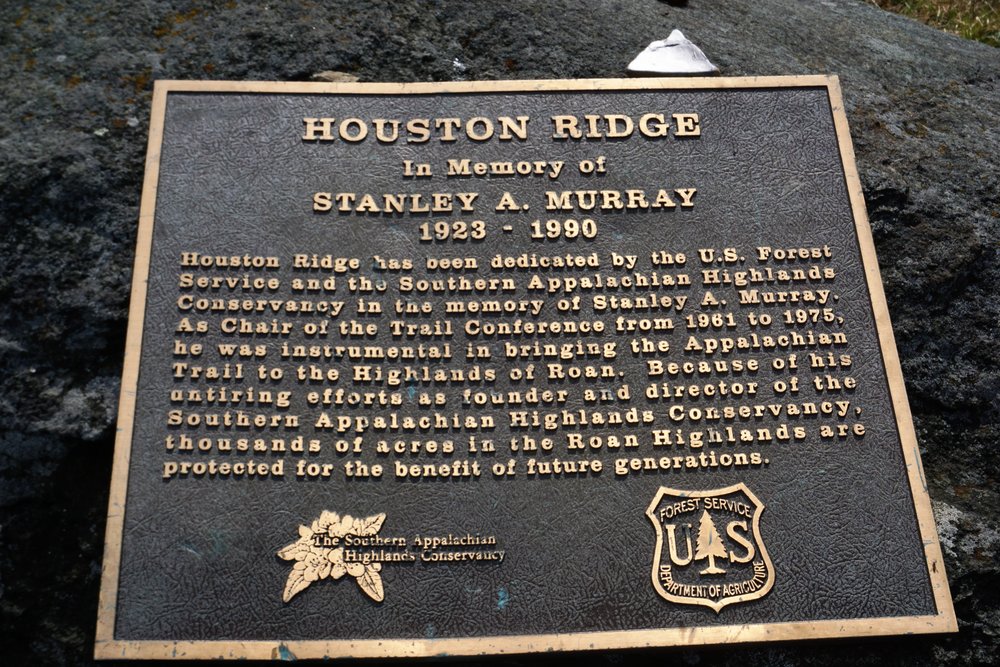 HOUSTON RIDGE
In Memory of
STANLEY A. MURRAY
1923 - 1990
Houston Ridge has been dedicated by the U.S. Forest
Service and the Southern Appalachian Highlands
Conservancy in the memory of Stanley A. Murray.
As Chair of the Trail Conference from 1961 to 1975,
he was instrumental in bringing the Appalachian
Trail to the Highlands of Roan. Because of his
untiring efforts as founder and director of the
Southern Appalachian Highlands Conservancy,
thousands of acres in the Roan Highlands are
protected for the benefit of future generations.
The Southern Appalachian
Highlands Conservancy
FOREST SERVICE
U S
DEPARTMENT OF AGRICULTURE